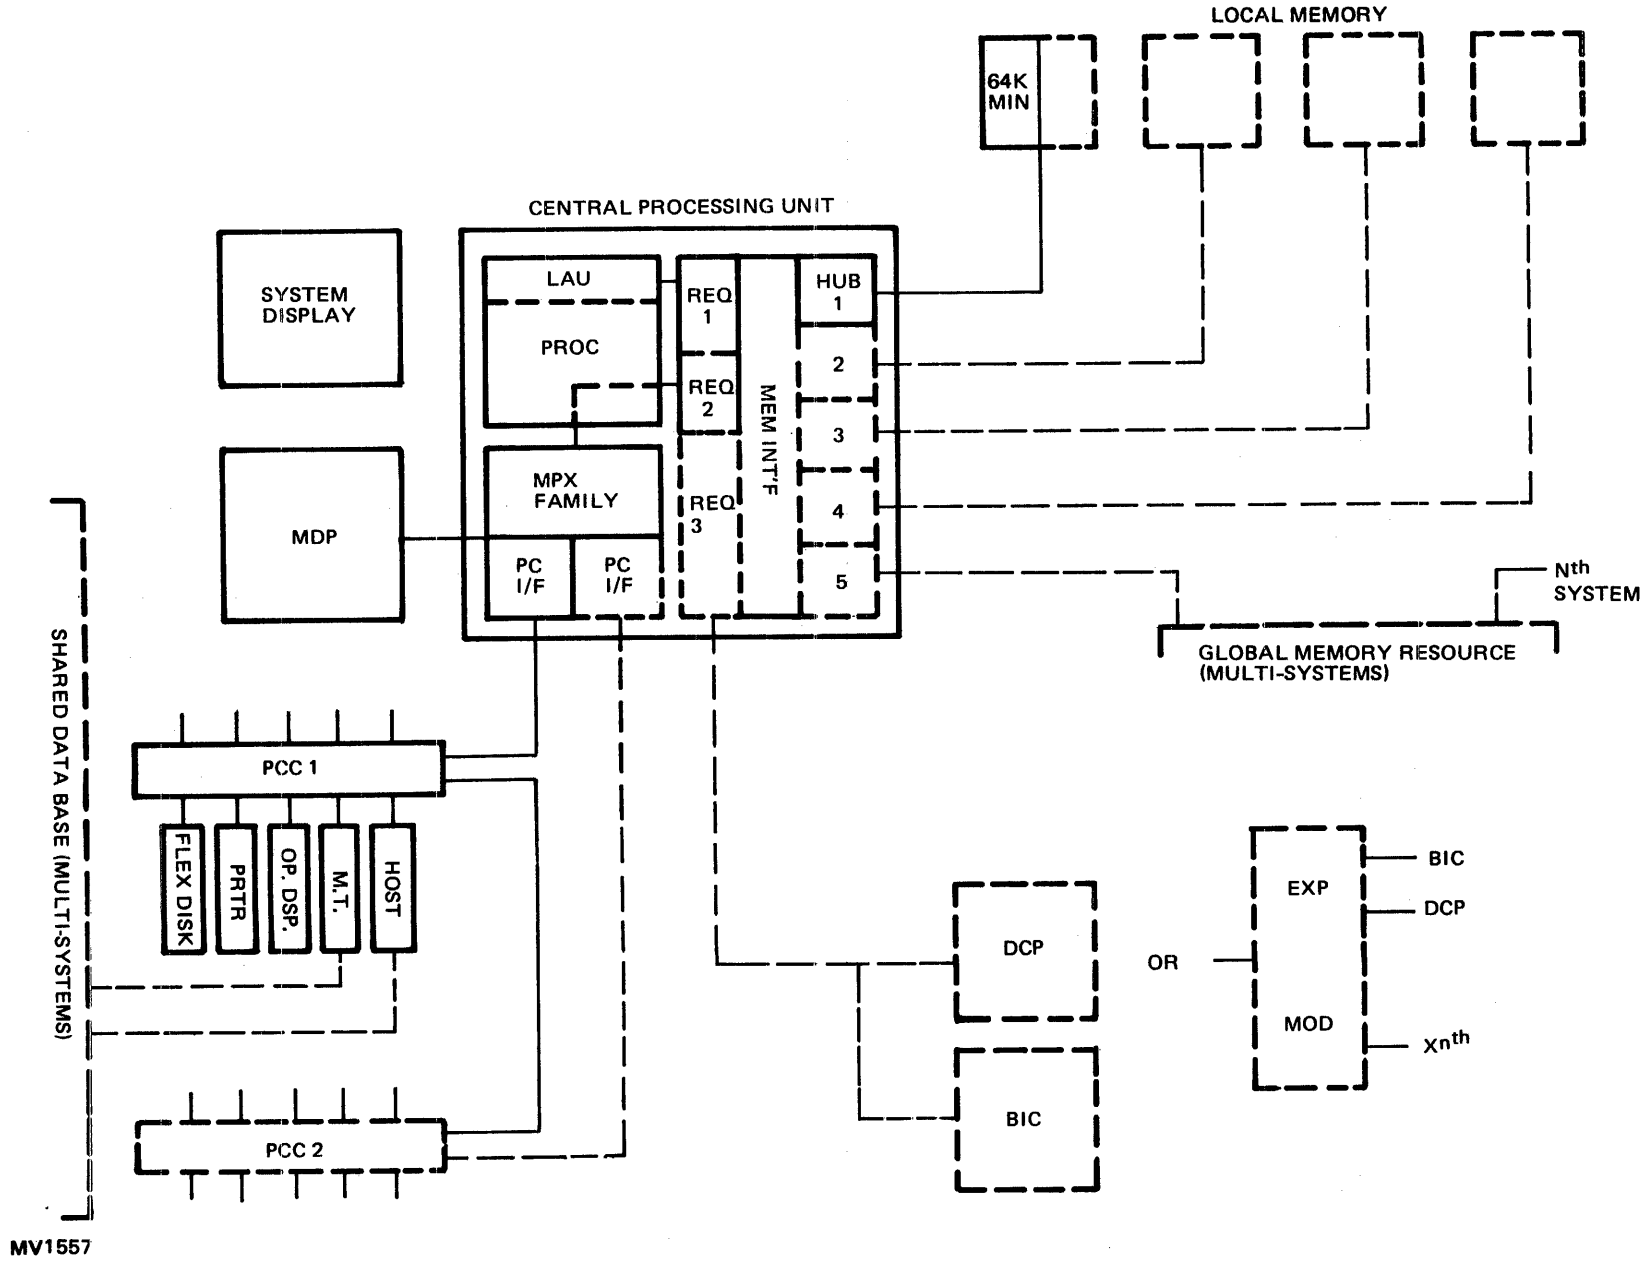 LOCAL MEMORY
64K
MIN
CENTRAL PROCESSING UNIT
SYSTEM
DISPLAY
LAU
PROC
REQ
1
REQ
2
REQ
3
MEM INT'F
HUB
1
2
3
4
5
MDP
MPX
FAMILY
PC
I/F
PC
I/F
Nth
SYSTEM
GLOBAL MEMORY RESOURCE
(MULTI-SYSTEMS)
SHARED DATA BASE (MULTI-SYSTEMS)
PCC 1
FLEX DISK
PRTR
OP. DSP.
M.T.
HOST
PCC 2
DCP
BIC
OR
EXP
MOD
BIC
DCP
Xnth
MV1557